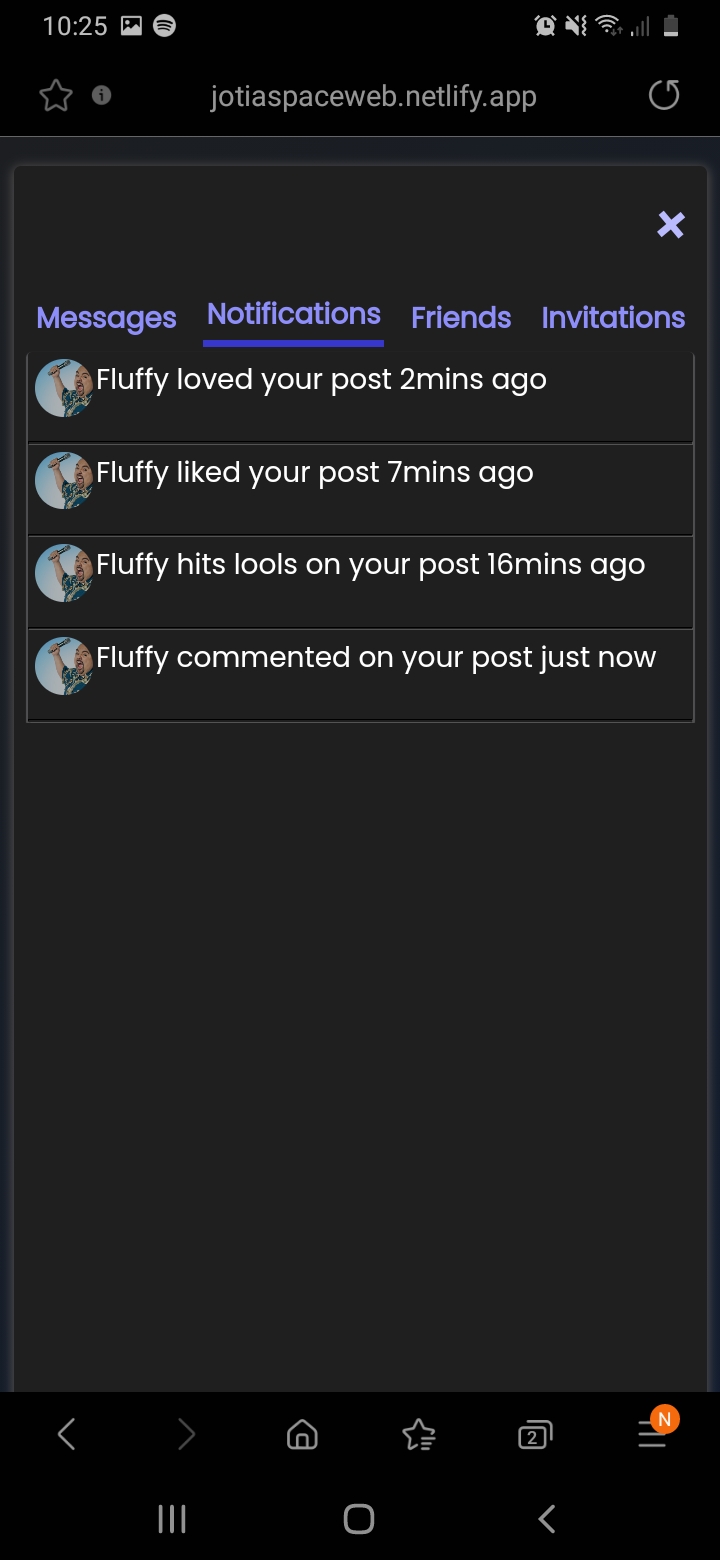 10:25
jotiaspaceweb.netlify.app
Messages Notifications Friends Invitations
Fluffy loved your post 2mins ago
Fluffy liked your post 7mins ago
Fluffy hits lools on your post 16mins ago
Fluffy commented on your post just now
2 N